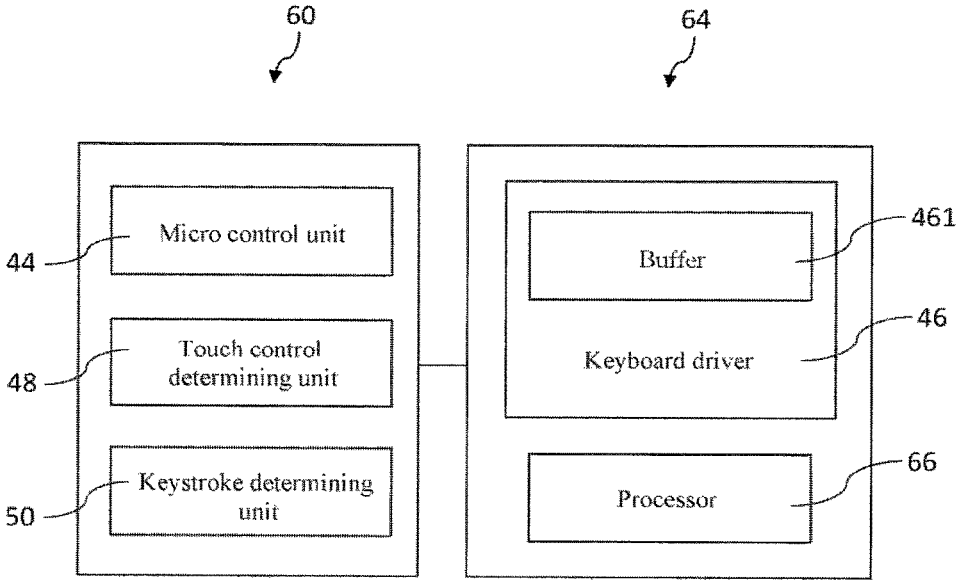 60
64
Micro control unit
44
Touch control
determining unit
48
Keystroke determining
unit
50
Buffer
461
Keyboard driver
46
Processor
66